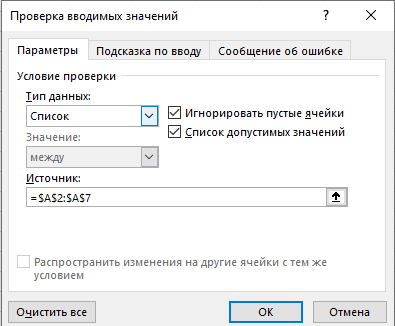 Проверка вводимых значений
?
Параметры
Подсказка по вводу
Сообщение об ошибке
Условие проверки
Тип данных:
Список
Игнорировать пустые ячейки
Список допустимых значений
Значение:
между
Источник:
=$A$2:$A$7
Распространить изменения на другие ячейки с тем же
условием
Очистить все
ОК
Отмена